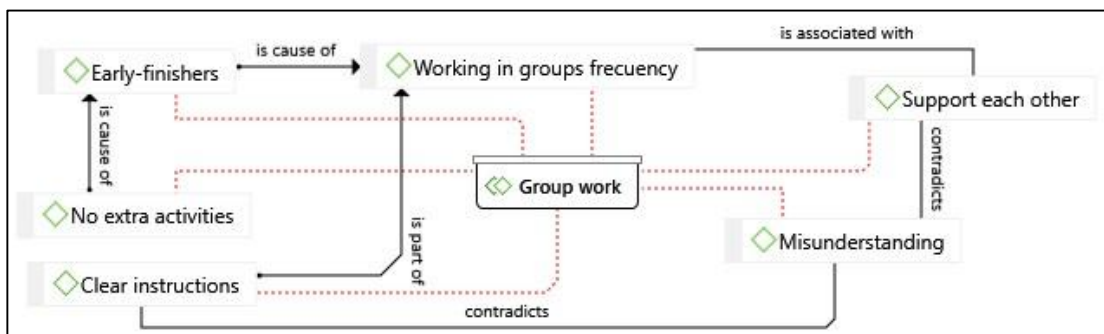 is associated with
is cause of
Early-finishers
Working in groups frecuency
Support each other
is cause of
contradicts
Group work
No extra activities
is part of
Misunderstanding
Clear instructions
contradicts